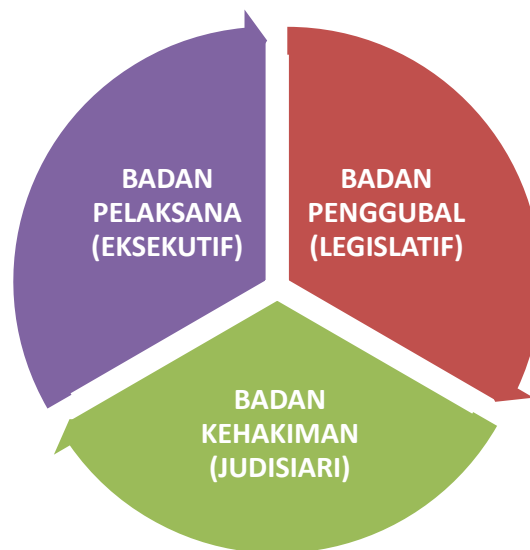 BADAN
PELAKSANA
(EKSEKUTIF)
BADAN
PENGGUBAL
(LEGISLATIF)
BADAN
KEHAKIMAN
(JUDISIARI)